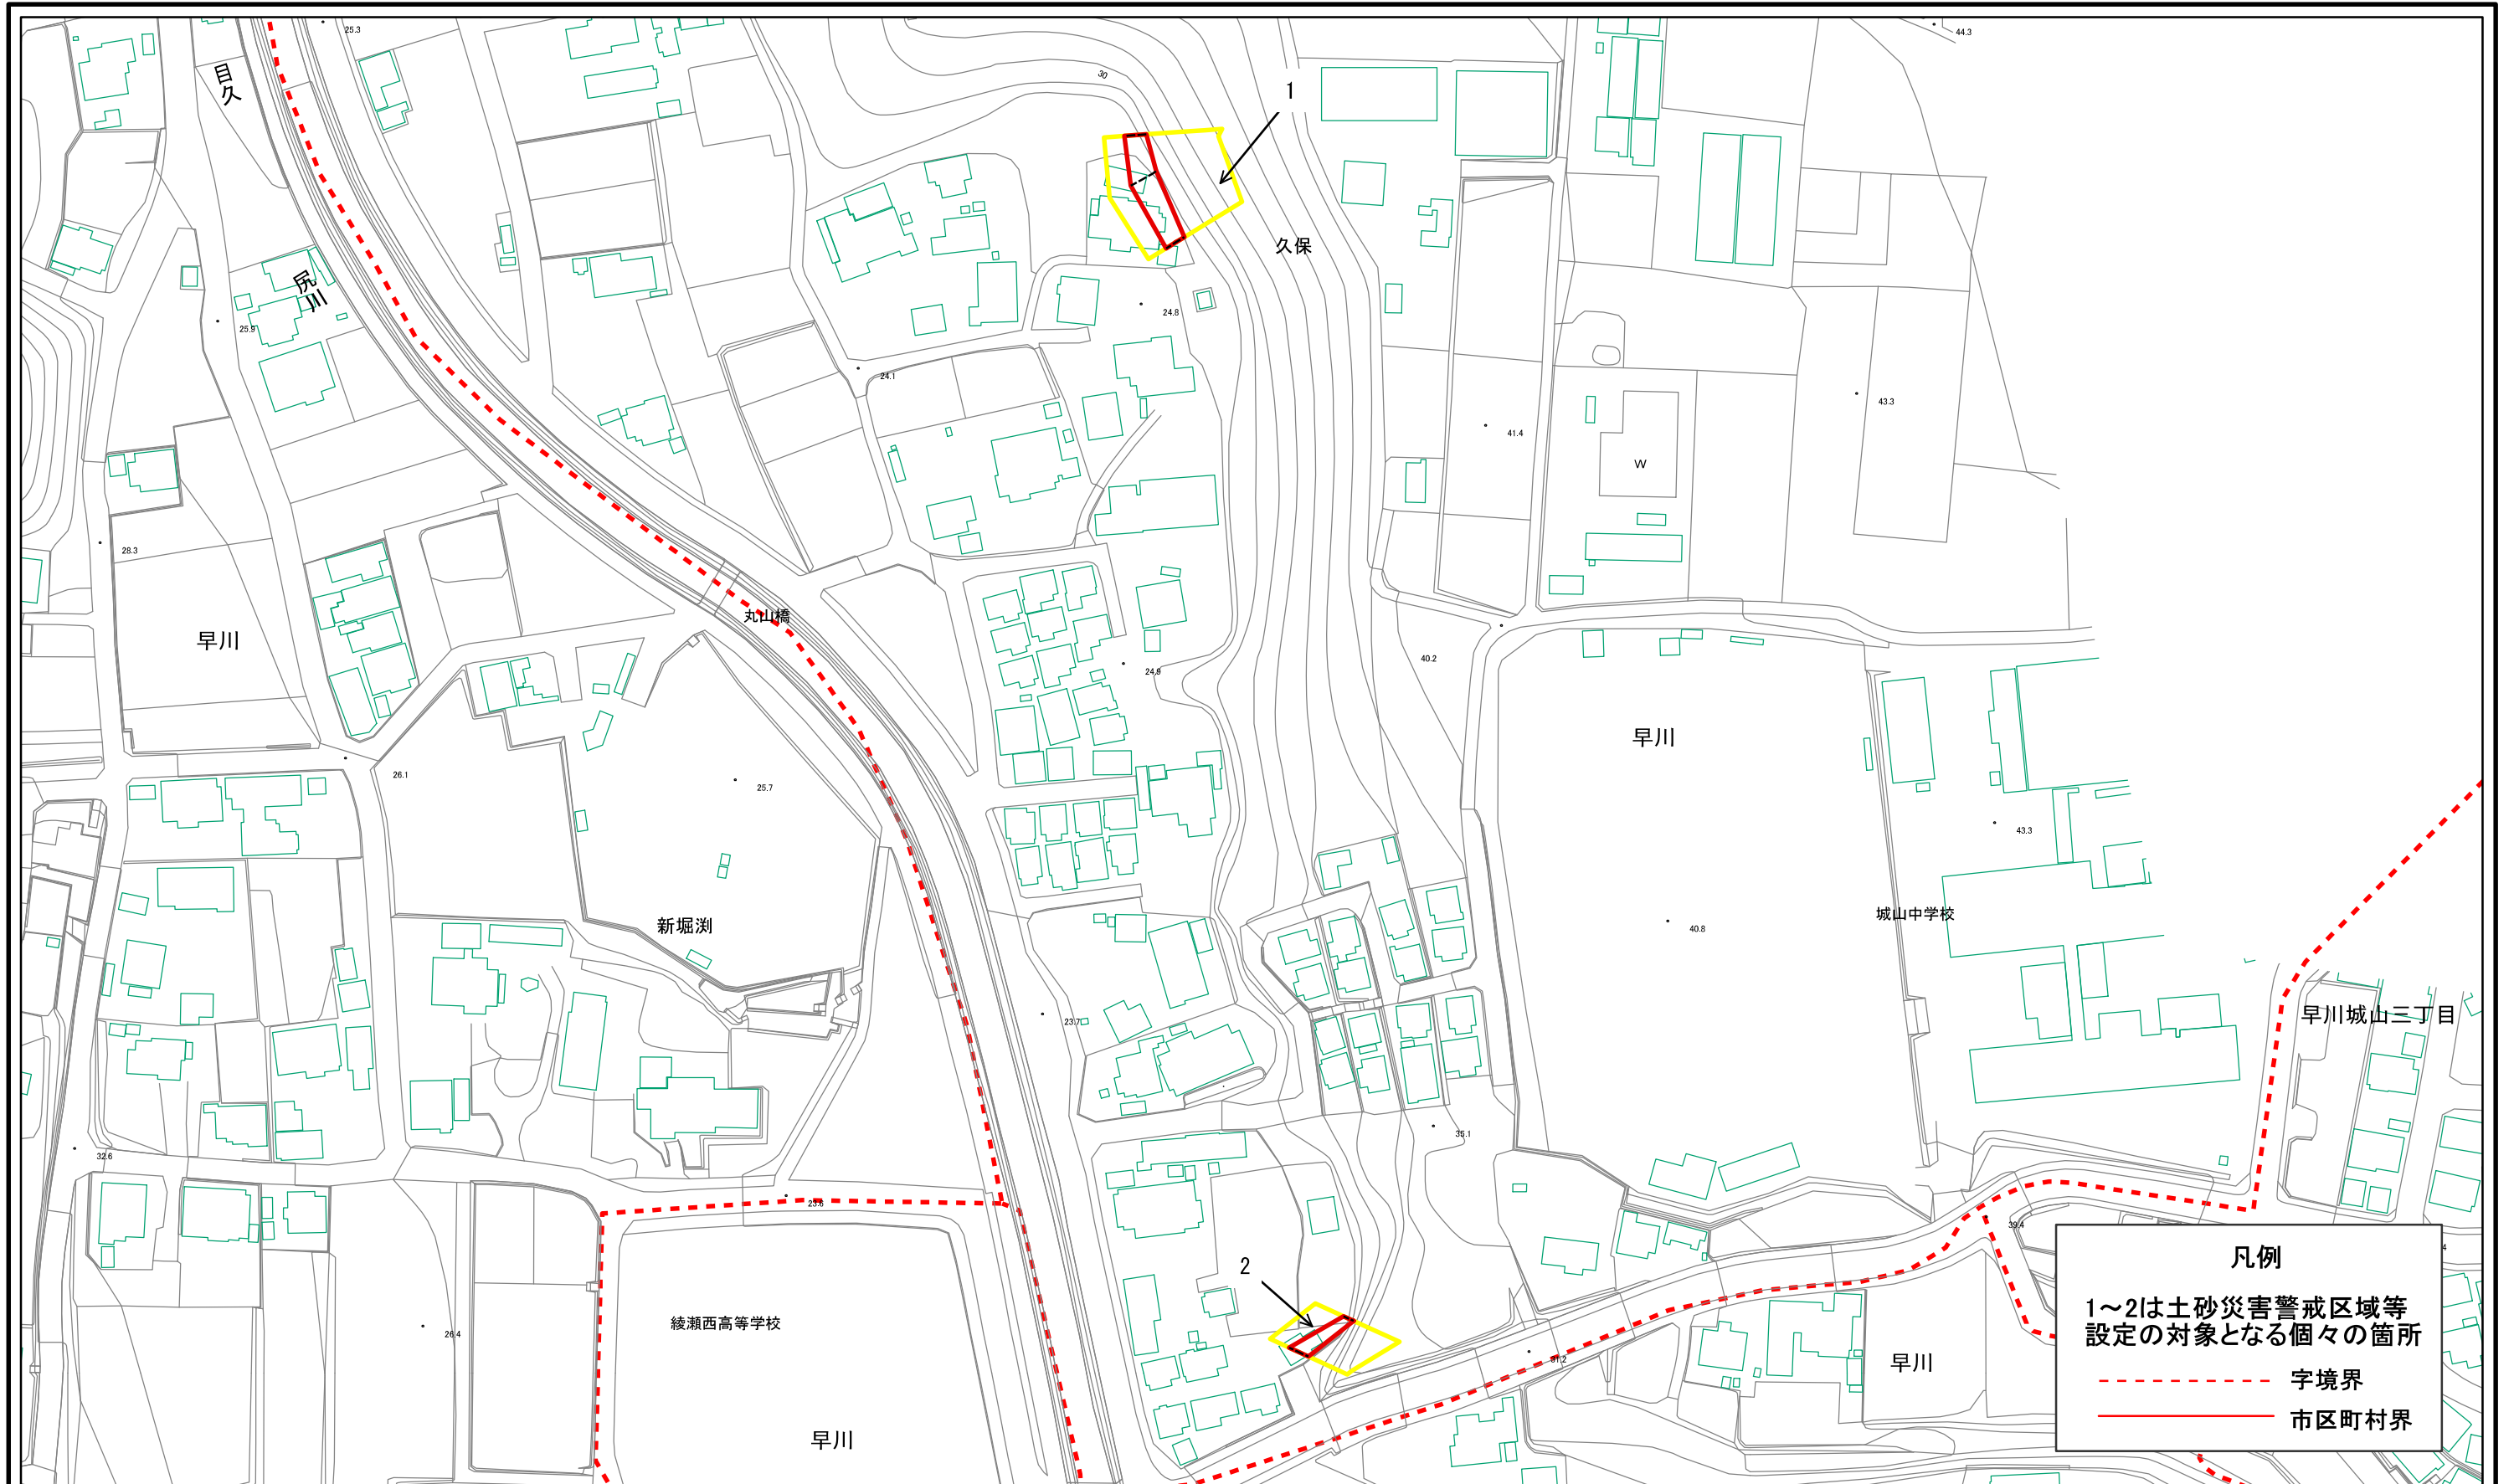 25.3
44.3
目久
30
1
久保
尻川
25.9
24.8
24.1
43.3
41.4
W
28.3
丸山橋
早川
40.2
24.9
早川
26.1
25.7
43.3
城山中学校
新堀渕
40.8
23.7
早川城山三丁目
32.6
35.1
23.6
39.4
4
2
凡例
1～2は土砂災害警戒区域等
設定の対象となる個々の箇所
字境界
市区町村界
綾瀬西高等学校
26.4
31.2
早川
早川